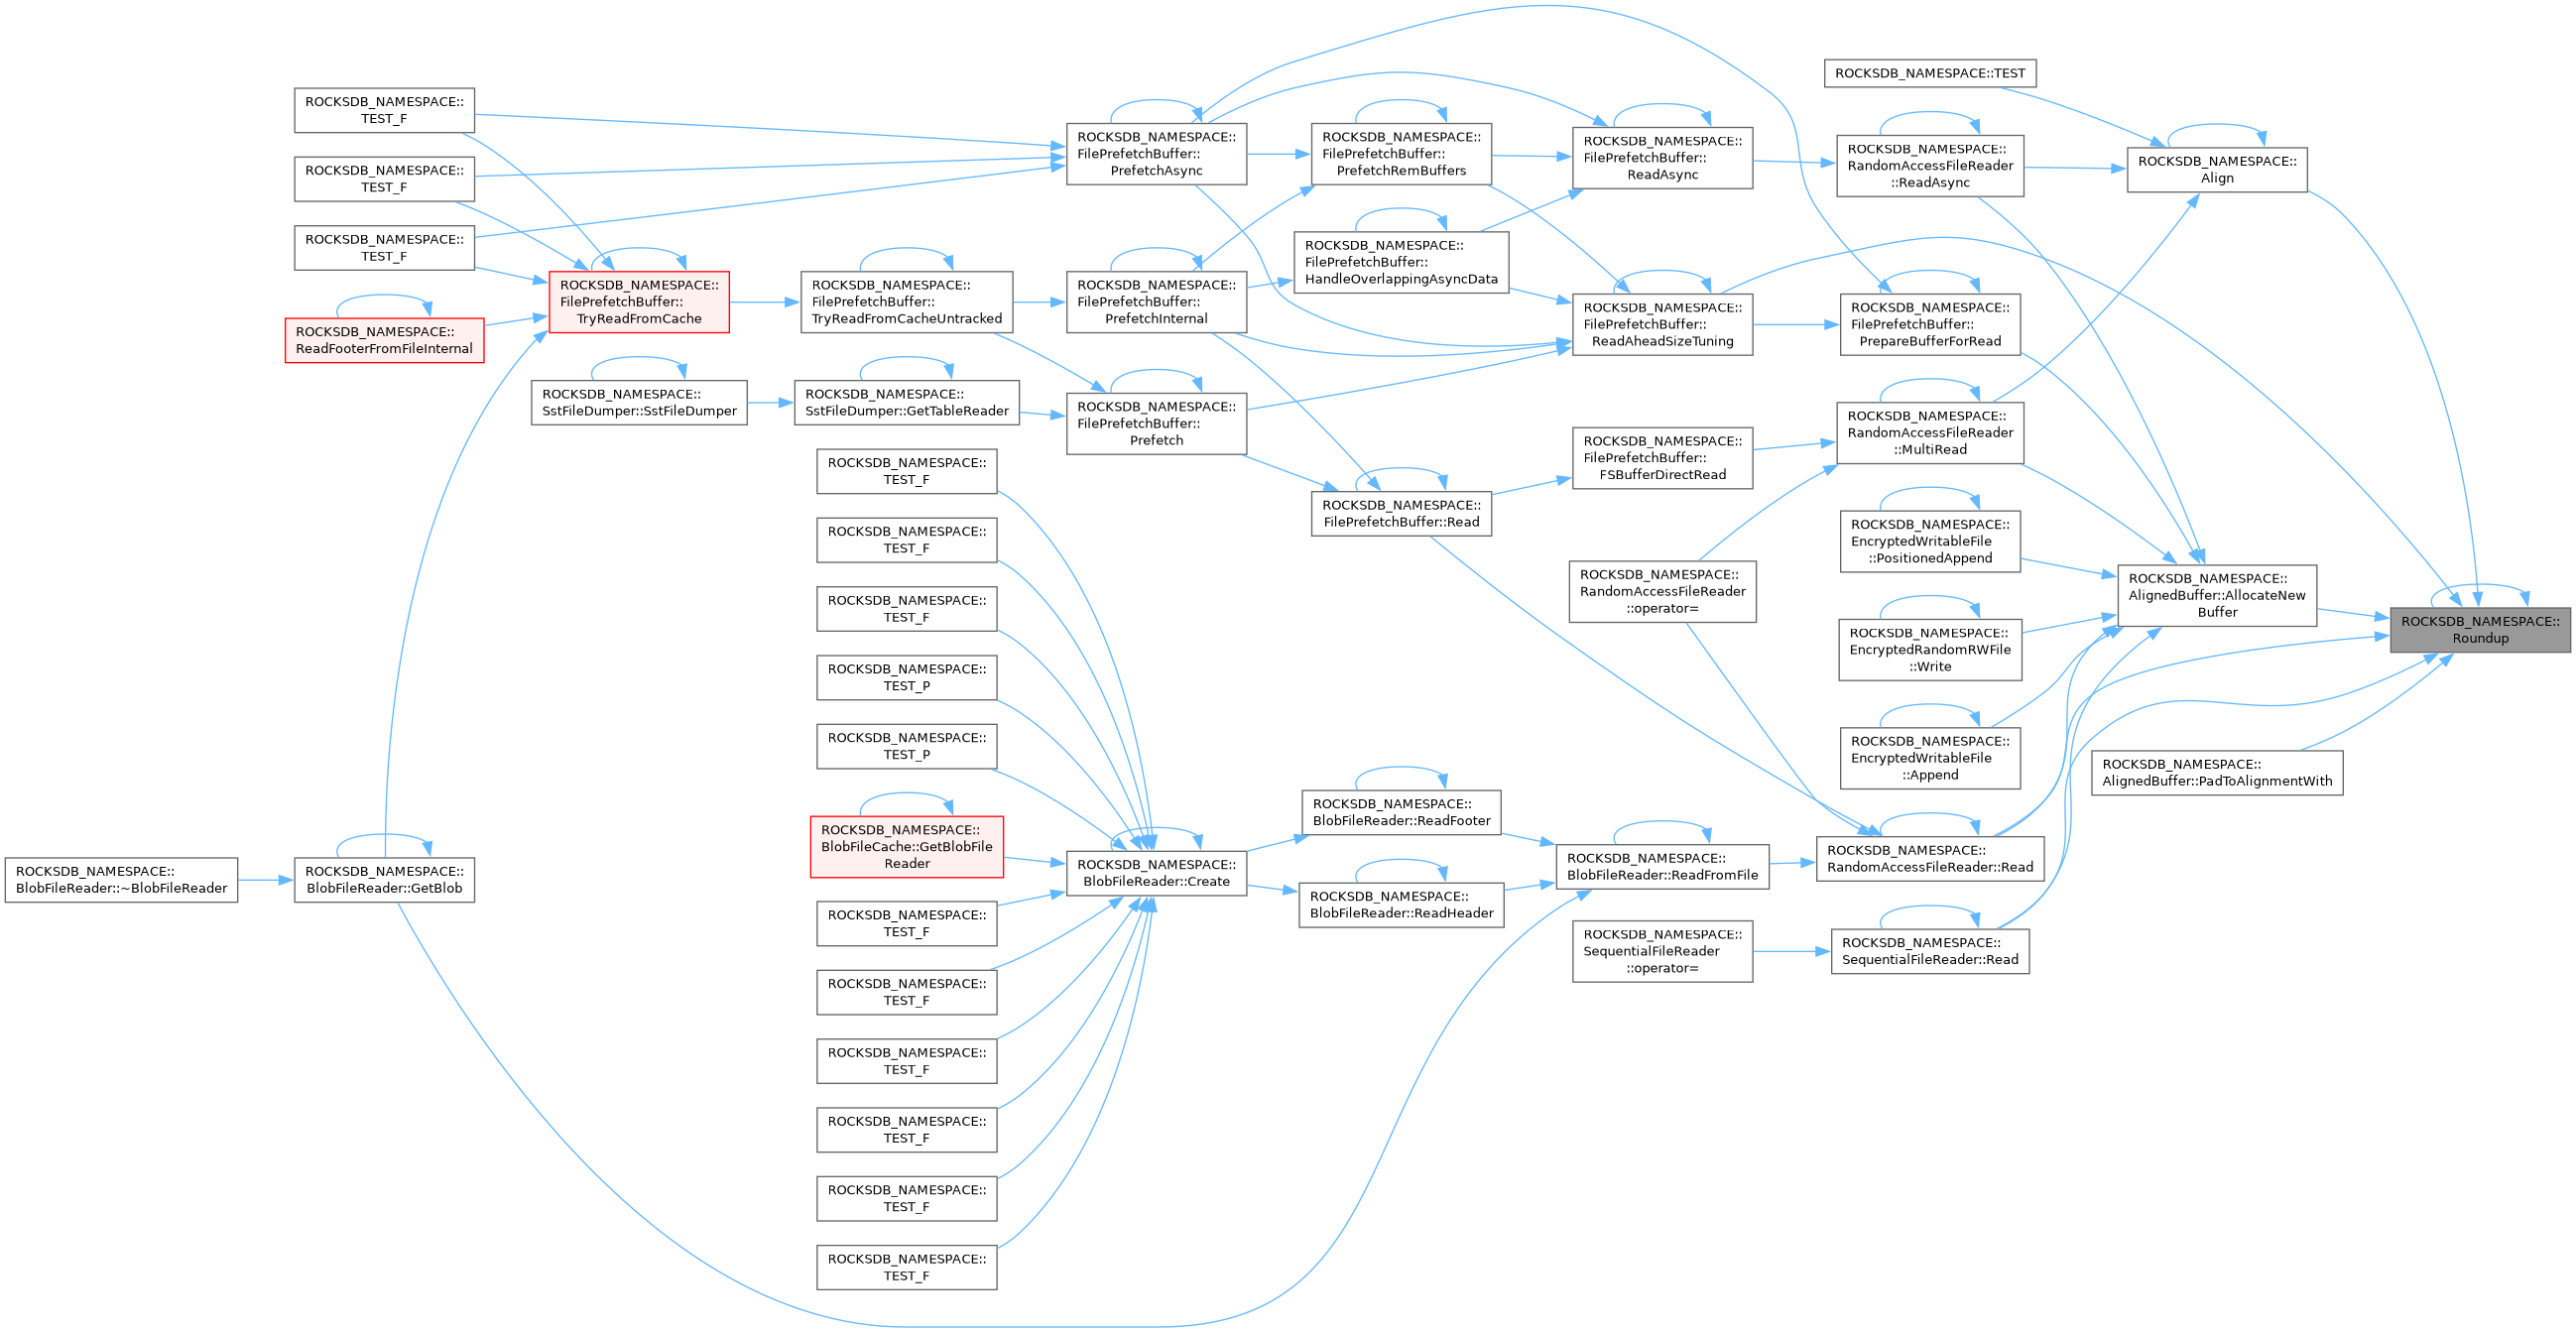 ROCKSDB_NAMESPACE::
BlobFileReader::~BlobFileReader
ROCKSDB_NAMESPACE::
TEST_F
ROCKSDB_NAMESPACE::
TEST_F
ROCKSDB_NAMESPACE::
TEST_F
ROCKSDB_NAMESPACE::
ReadFooterFromFileInternal
ROCKSDB_NAMESPACE::
BlobFileReader::GetBlob
ROCKSDB_NAMESPACE::
FilePrefetchBuffer::
TryReadFromCache
ROCKSDB_NAMESPACE::
SstFileDumper::SstFileDumper
ROCKSDB_NAMESPACE::
FilePrefetchBuffer::
TryReadFromCacheUntracked
ROCKSDB_NAMESPACE::
SstFileDumper::GetTableReader
ROCKSDB_NAMESPACE::
TEST_F
ROCKSDB_NAMESPACE::
TEST_F
ROCKSDB_NAMESPACE::
TEST_F
ROCKSDB_NAMESPACE::
TEST_P
ROCKSDB_NAMESPACE::
TEST_P
ROCKSDB_NAMESPACE::
BlobFileCache::GetBlobFile
Reader
ROCKSDB_NAMESPACE::
TEST_F
ROCKSDB_NAMESPACE::
TEST_F
ROCKSDB_NAMESPACE::
TEST_F
ROCKSDB_NAMESPACE::
TEST_F
ROCKSDB_NAMESPACE::
TEST_F
ROCKSDB_NAMESPACE::
TEST_F
ROCKSDB_NAMESPACE::
FilePrefetchBuffer::
PrefetchAsync
ROCKSDB_NAMESPACE::
FilePrefetchBuffer::
PrefetchInternal
ROCKSDB_NAMESPACE::
FilePrefetchBuffer::
Prefetch
ROCKSDB_NAMESPACE::
BlobFileReader::Create
ROCKSDB_NAMESPACE::
FilePrefetchBuffer::
PrefetchRemBuffers
ROCKSDB_NAMESPACE::
FilePrefetchBuffer::
HandleOverlappingAsyncData
ROCKSDB_NAMESPACE::
FilePrefetchBuffer::Read
ROCKSDB_NAMESPACE::
BlobFileReader::ReadFooter
ROCKSDB_NAMESPACE::
BlobFileReader::ReadHeader
ROCKSDB_NAMESPACE::
FilePrefetchBuffer::
ReadAsync
ROCKSDB_NAMESPACE::
FilePrefetchBuffer::
ReadAheadSizeTuning
ROCKSDB_NAMESPACE::
FilePrefetchBuffer::
FSBufferDirectRead
ROCKSDB_NAMESPACE::
RandomAccessFileReader
::operator=
ROCKSDB_NAMESPACE::
BlobFileReader::ReadFromFile
ROCKSDB_NAMESPACE::
SequentialFileReader
::operator=
ROCKSDB_NAMESPACE::TEST
ROCKSDB_NAMESPACE::
RandomAccessFileReader
::ReadAsync
ROCKSDB_NAMESPACE::
FilePrefetchBuffer::
PrepareBufferForRead
ROCKSDB_NAMESPACE::
RandomAccessFileReader
::MultiRead
ROCKSDB_NAMESPACE::
EncryptedWritableFile
::PositionedAppend
ROCKSDB_NAMESPACE::
EncryptedRandomRWFile
::Write
ROCKSDB_NAMESPACE::
EncryptedWritableFile
::Append
ROCKSDB_NAMESPACE::
RandomAccessFileReader::Read
ROCKSDB_NAMESPACE::
SequentialFileReader::Read
ROCKSDB_NAMESPACE::
Align
ROCKSDB_NAMESPACE::
AlignedBuffer::AllocateNew
Buffer
ROCKSDB_NAMESPACE::
AlignedBuffer::PadToAlignmentWith
ROCKSDB_NAMESPACE::
Roundup